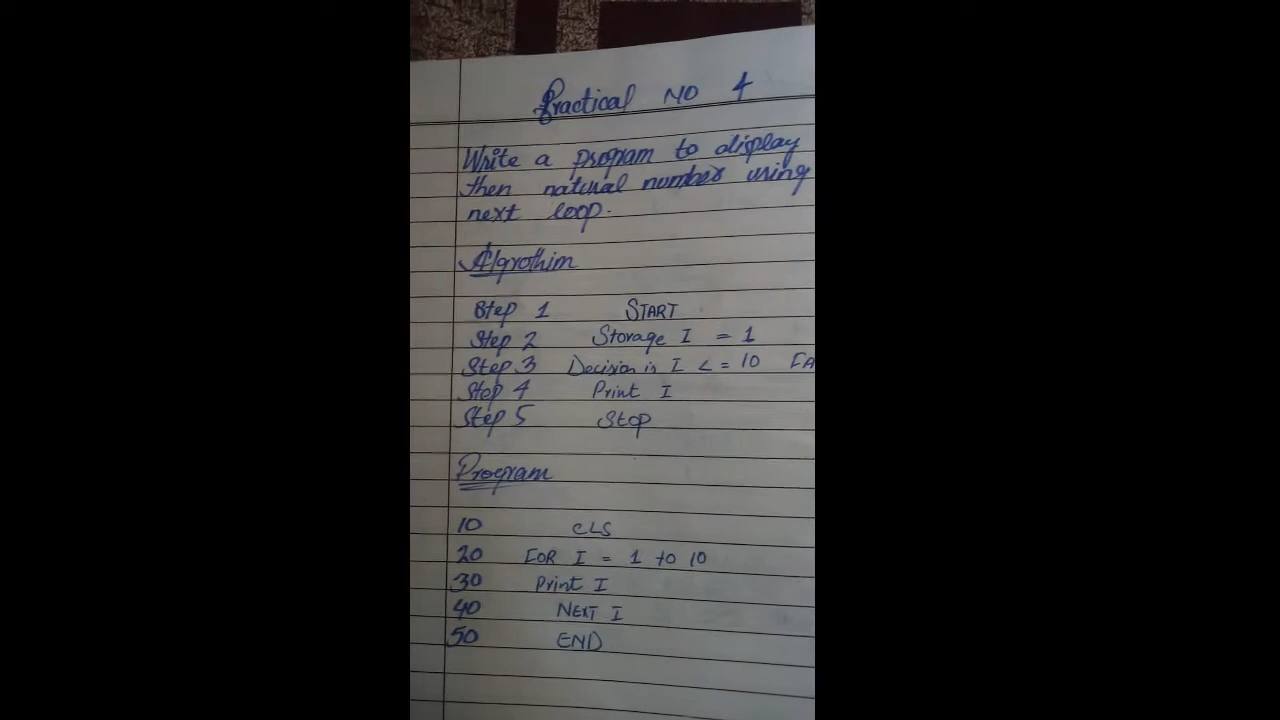 Practical NO 4
Write a program to display
then natural number using
next loop.
Algrothim
Step 1 START
Step 2 Storage I = 1
Step 3 Decision is I <= 10
Step 4 Print I
Step 5 Stop
Program
10 CLS
20 FOR I = 1 to 10
30 Print I
40 NEXT I
50 END